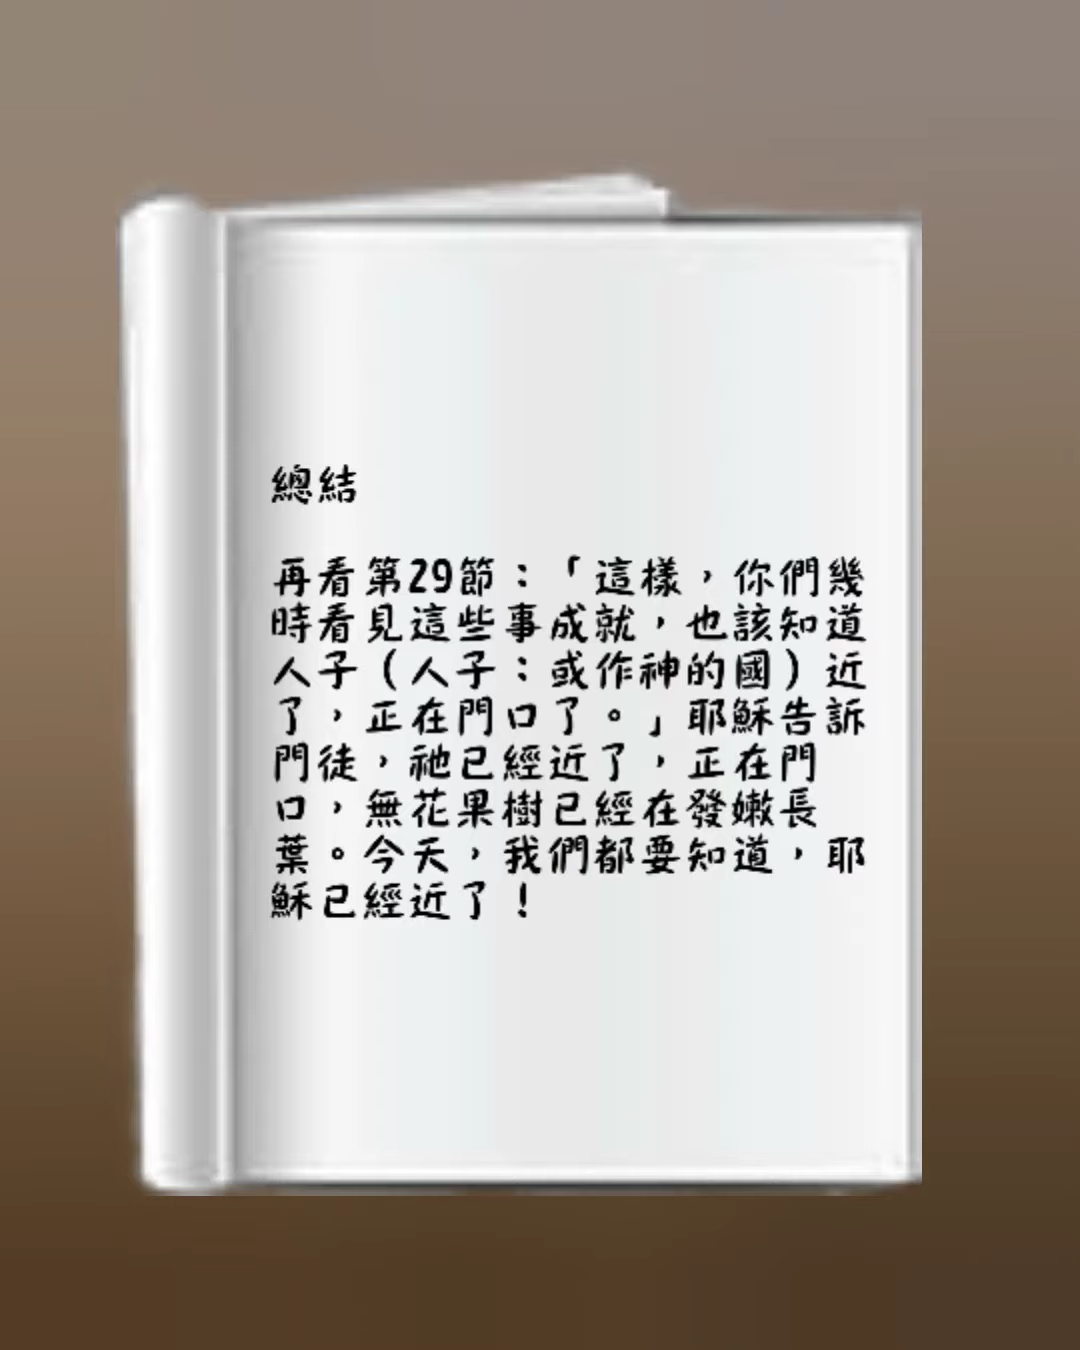 總結
再看第29節：「這樣，你們幾
時看見這些事成就，也該知道
人子（人子：或作神的國）近
了，正在門口了。」耶穌告訴
門徒，祂已經近了，正在門
口，無花果樹已經在發嫩長
葉。今天，我們都要知道，耶
穌已經近了！